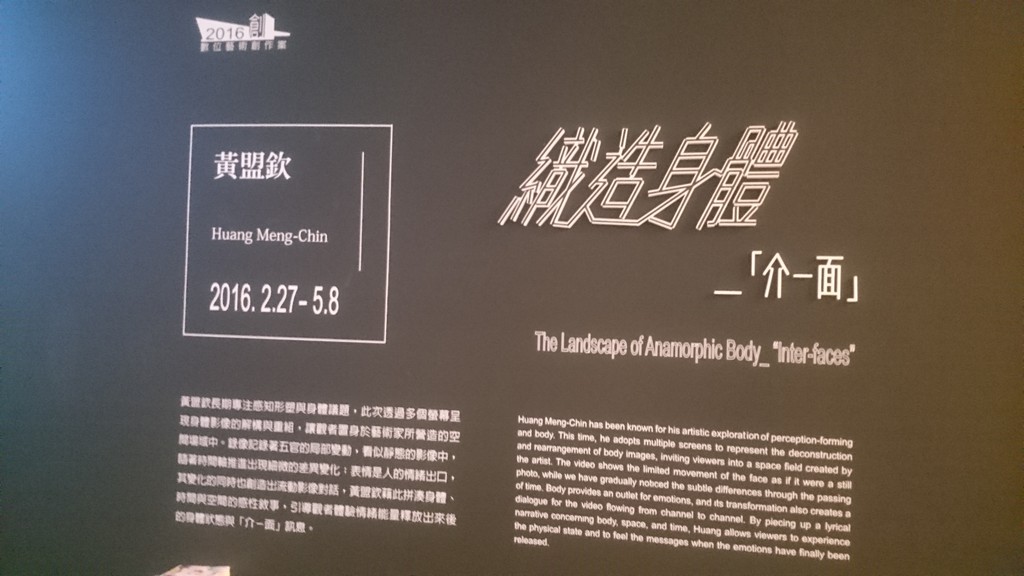 2016 創
數位藝術創作案
黃盟欽
Huang Meng-Chin
2016. 2.27 - 5.8
織造身體
_「介-面」
The Landscape of Anamorphic Body_ "Inter-faces"
黃盟欽長期專注感知形塑與身體議題，此次透過多個螢幕呈
現身體影像的解構與重組，讓觀者置身於藝術家所營造的空
間場域中。錄像記錄著五官的局部變動，看似靜態的影像中，
隨著時間軸推造出現細微的差異變化；表情是人的情緒出口，
其變化的同時也創造出流動影像對話，黃盟欽藉此拼湊身體、
時間與空間的感性敘事，引導觀者體驗情緒能量釋放出來後
的身體狀態與「介-面」訊息。
Huang Meng-Chin has been known for his artistic exploration of perception-forming
and body. This time, he adopts multiple screens to represent the deconstruction
and rearrangement of body images, inviting viewers into a space field created by
the artist. The video shows the limited movement of the face as if it were a still
photo, while we have gradually noticed the subtle differences through the passing
of time. Body provides an outlet for emotions, and its transformation also creates a
dialogue for the video flowing from channel to channel. By piecing up a lyrical
narrative concerning body, space, and time, Huang allows viewers to experience
the physical state and to feel the messages when the emotions have finally been
released.